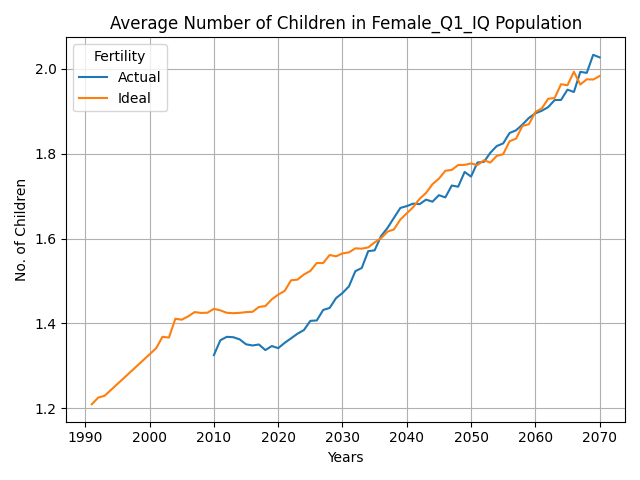 Average Number of Children in Female_Q1_IQ Population
Fertility
Actual
Ideal
No. of Children
2.0
1.8
1.6
1.4
1.2
1990 2000 2010 2020 2030 2040 2050 2060 2070
Years